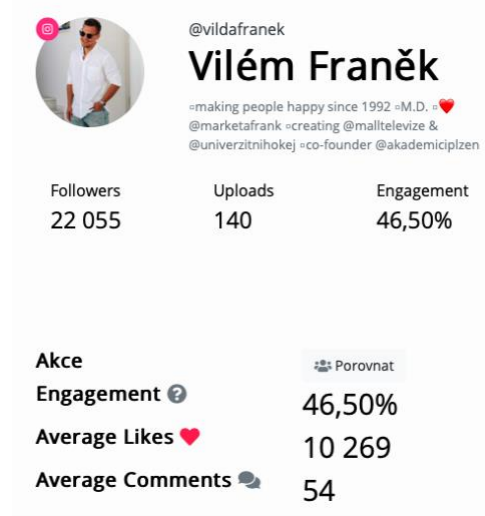 @vildafranek
Vilém Franěk
▫making people happy since 1992 ▫M.D. ▫❤️
@marketafrank ▫creating @malltelevize &
@univerzitnihokej ▫co-founder @akademiciplzen
Followers Uploads Engagement
22 055 140 46,50%
Akce Porovnat
Engagement ? 46,50%
Average Likes 10 269
Average Comments 54